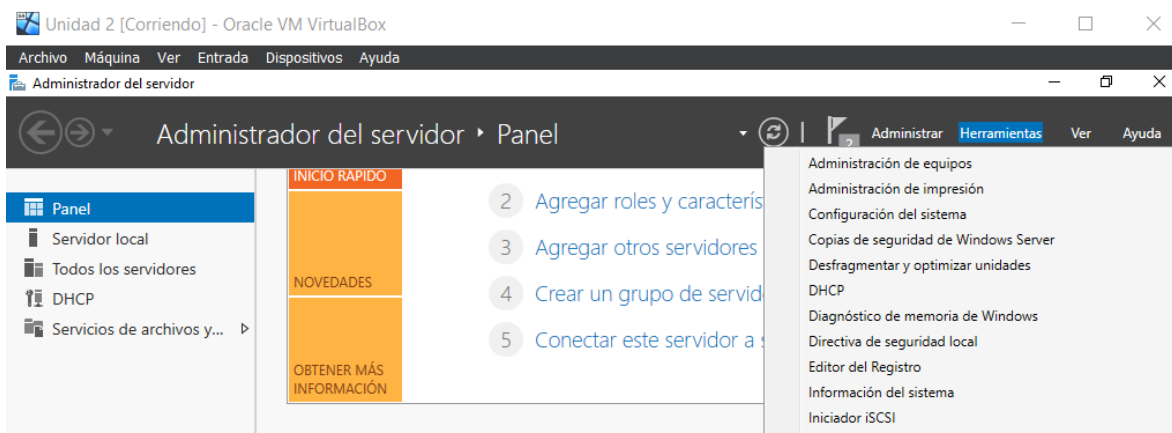 Unidad 2 [Corriendo] - Oracle VM VirtualBox
Archivo Máquina Ver Entrada Dispositivos Ayuda
Administrador del servidor
Administrador del servidor Panel
2
Administrar Herramientas Ver Ayuda
Panel
Servidor local
Todos los servidores
DHCP
Servicios de archivos y...
INICIO RÁPIDO
NOVEDADES
OBTENER MÁS
INFORMACIÓN
2 Agregar roles y caracterís
3 Agregar otros servidores
4 Crear un grupo de servid
5 Conectar este servidor a s
Administración de equipos
Administración de impresión
Configuración del sistema
Copias de seguridad de Windows Server
Desfragmentar y optimizar unidades
DHCP
Diagnóstico de memoria de Windows
Directiva de seguridad local
Editor del Registro
Información del sistema
Iniciador iSCSI